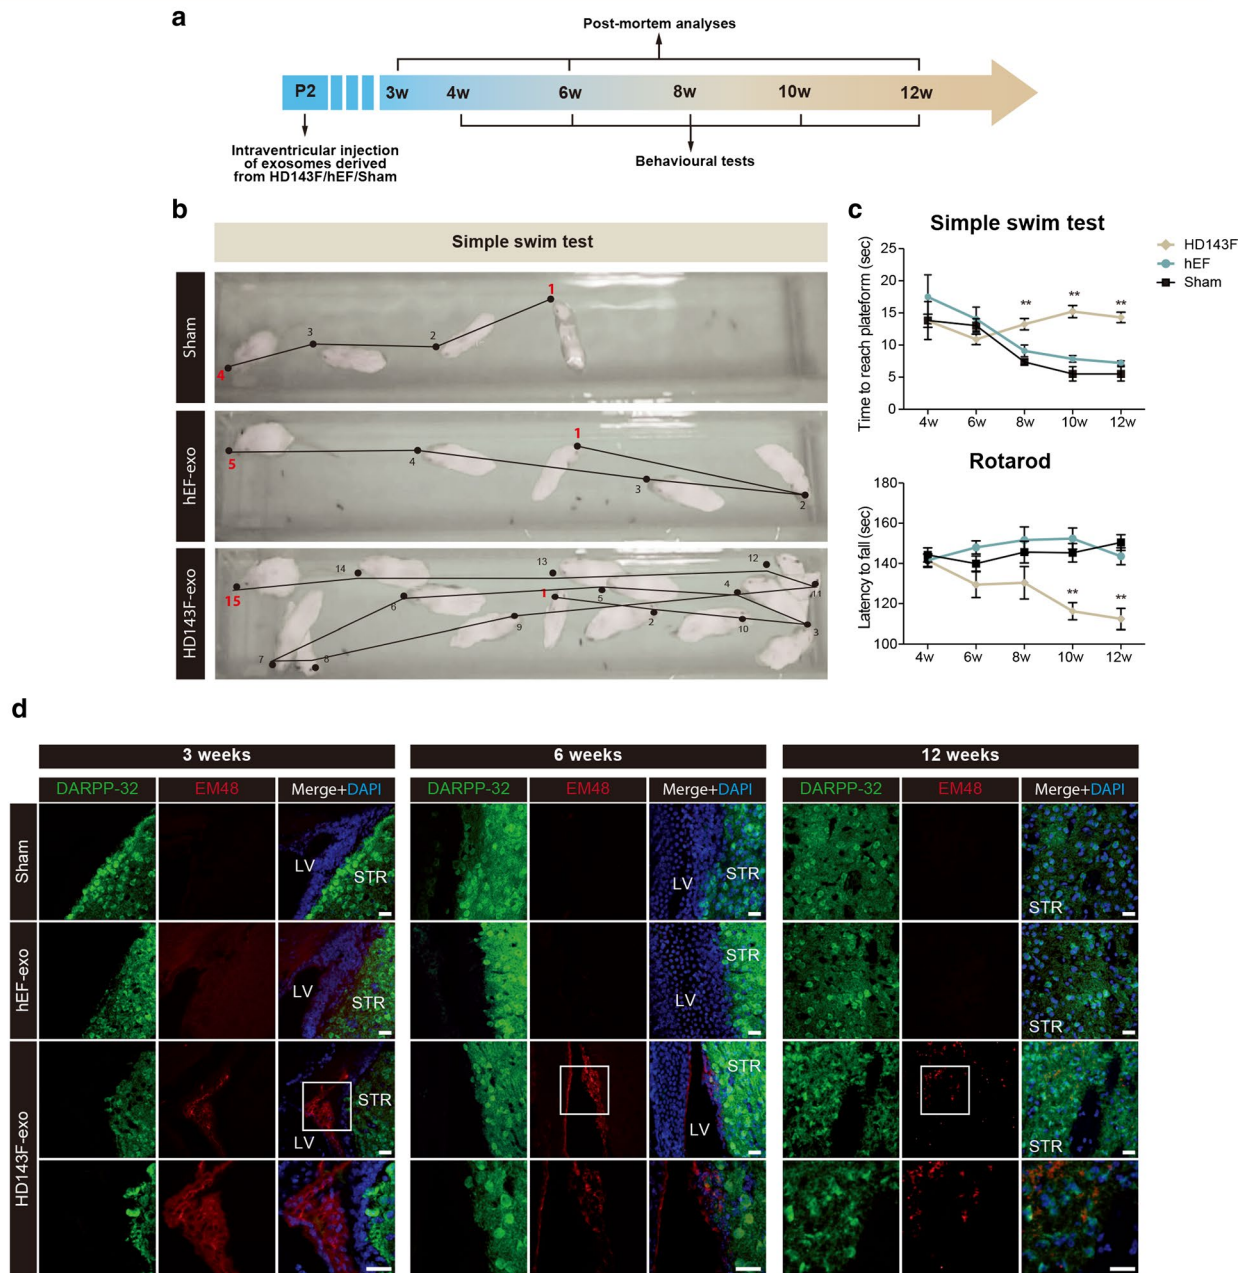 a
Post-mortem analyses
P2
3w
4w
6w
8w
10w
12w
Intraventricular injection
of exosomes derived
from HD143F/hEF/Sham
Behavioural tests
b
Simple swim test
Sham
1
2
3
4
hEF-exo
1
2
3
4
5
HD143F-exo
1
2
3
4
5
6
7
8
9
10
11
12
13
14
15
c
Simple swim test
Time to reach plateform (sec)
25
20
15
10
5
0
** ** **
4w 6w 8w 10w 12w
HD143F
hEF
Sham
Rotarod
Latency to fall (sec)
180
160
140
120
100
** **
4w 6w 8w 10w 12w
d
3 weeks
6 weeks
12 weeks
DARPP-32 EM48 Merge+DAPI
DARPP-32 EM48 Merge+DAPI
DARPP-32 EM48 Merge+DAPI
Sham
LV STR
LV STR
STR
hEF-exo
LV STR
LV STR
STR
HD143F-exo
LV STR
LV STR
STR